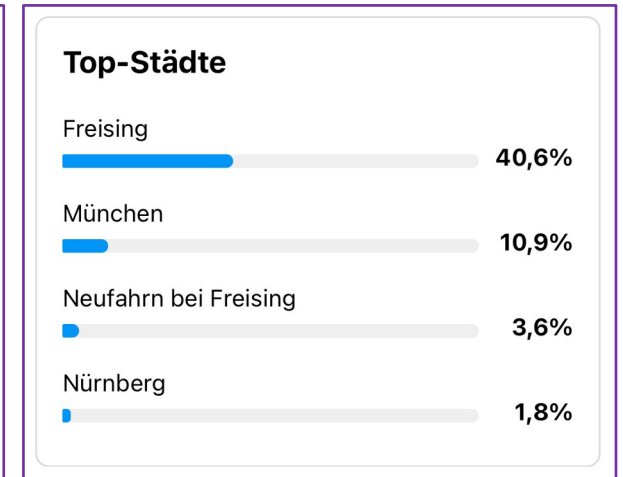 Top-Städte
Freising
40,6%
München
10,9%
Neufahrn bei Freising
3,6%
Nürnberg
1,8%